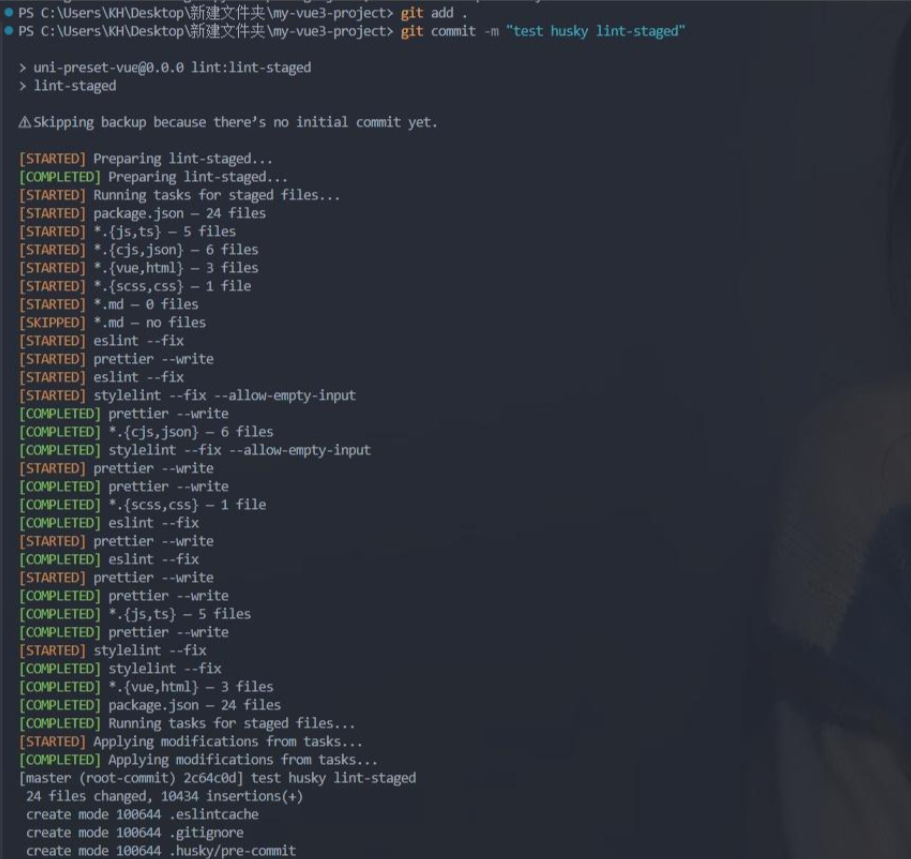 PS C:\Users\KH\Desktop\新建文件夹\my-vue3-project> git add .
PS C:\Users\KH\Desktop\新建文件夹\my-vue3-project> git commit -m "test husky lint-staged"
> uni-preset-vue@0.0.0 lint:lint-staged
> lint-staged
⚠Skipping backup because there’s no initial commit yet.
[STARTED] Preparing lint-staged...
[COMPLETED] Preparing lint-staged...
[STARTED] Running tasks for staged files...
[STARTED] package.json — 24 files
[STARTED] *.{js,ts} — 5 files
[STARTED] *.{cjs,json} — 6 files
[STARTED] *.{vue,html} — 3 files
[STARTED] *.{scss,css} — 1 file
[STARTED] *.md — 0 files
[SKIPPED] *.md — no files
[STARTED] eslint --fix
[STARTED] prettier --write
[STARTED] eslint --fix
[STARTED] stylelint --fix --allow-empty-input
[COMPLETED] prettier --write
[COMPLETED] *.{cjs,json} — 6 files
[COMPLETED] stylelint --fix --allow-empty-input
[STARTED] prettier --write
[COMPLETED] prettier --write
[COMPLETED] *.{scss,css} — 1 file
[COMPLETED] eslint --fix
[STARTED] prettier --write
[COMPLETED] eslint --fix
[STARTED] prettier --write
[COMPLETED] prettier --write
[COMPLETED] *.{js,ts} — 5 files
[COMPLETED] prettier --write
[STARTED] stylelint --fix
[COMPLETED] stylelint --fix
[COMPLETED] *.{vue,html} — 3 files
[COMPLETED] package.json — 24 files
[COMPLETED] Running tasks for staged files...
[STARTED] Applying modifications from tasks...
[COMPLETED] Applying modifications from tasks...
[master (root-commit) 2c64c0d] test husky lint-staged
24 files changed, 10434 insertions(+)
create mode 100644 .eslintcache
create mode 100644 .gitignore
create mode 100644 .husky/pre-commit